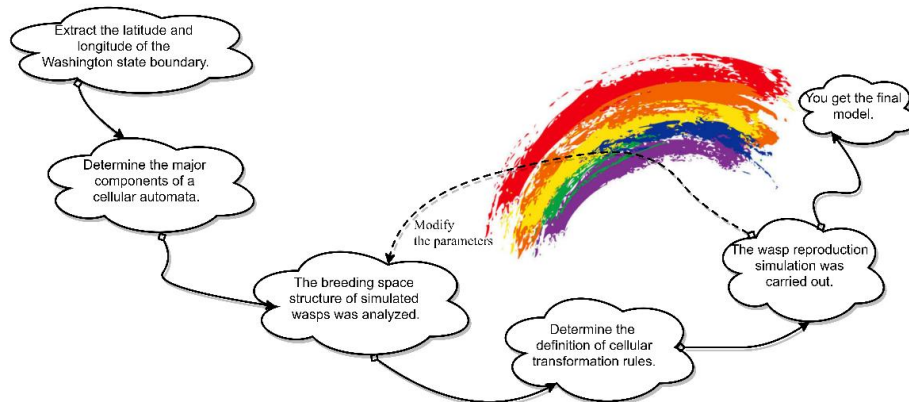 Extract the latitude and
longitude of the
Washington state boundary.
Determine the major
components of a
cellular automata.
The breeding space
structure of simulated
wasps was analyzed.
Modify
the parameters
Determine the
definition of cellular
transformation rules.
The wasp reproduction
simulation was
carried out.
You get the final
model.